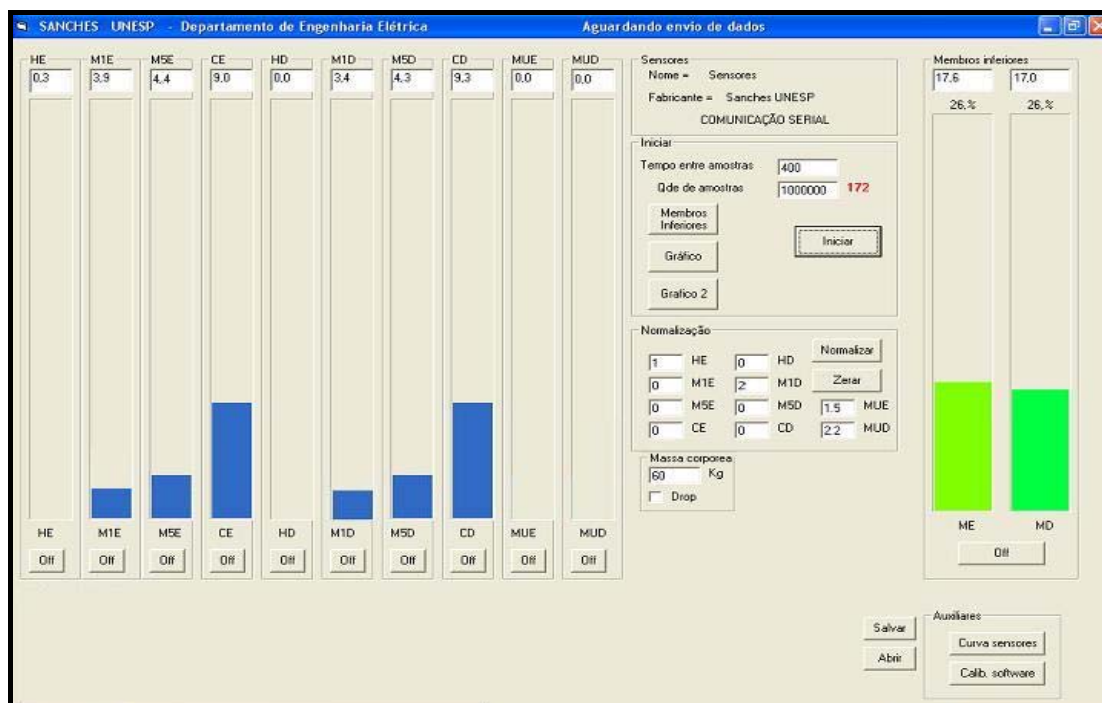 SANCHES UNESP - Departamento de Engenharia Elétrica Aguardando envio de dados
HE M1E M5E CE HD M1D M5D CD MUE MUD
0,3 3,9 4,4 9,0 0,0 3,4 4,3 9,3 0,0 0,0
HE M1E M5E CE HD M1D M5D CD MUE MUD
Off Off Off Off Off Off Off Off Off Off
Sensores
Nome = Sensores
Fabricante = Sanches UNESP
COMUNICAÇÃO SERIAL
Iniciar
Tempo entre amostras 400
Qde de amostras 1000000 172
Membros
Inferiores
Iniciar
Gráfico
Grafico 2
Normalização
1 HE 0 HD Normalizar
0 M1E 2 M1D Zerar
0 M5E 0 M5D 1.5 MUE
0 CE 0 CD 2.2 MUD
Massa corporea
60 Kg
Drop
Membros inferiores
17,6 17,0
26,% 26,%
ME MD
Off
Salvar
Abrir
Auxiliares
Curva sensores
Calib. software